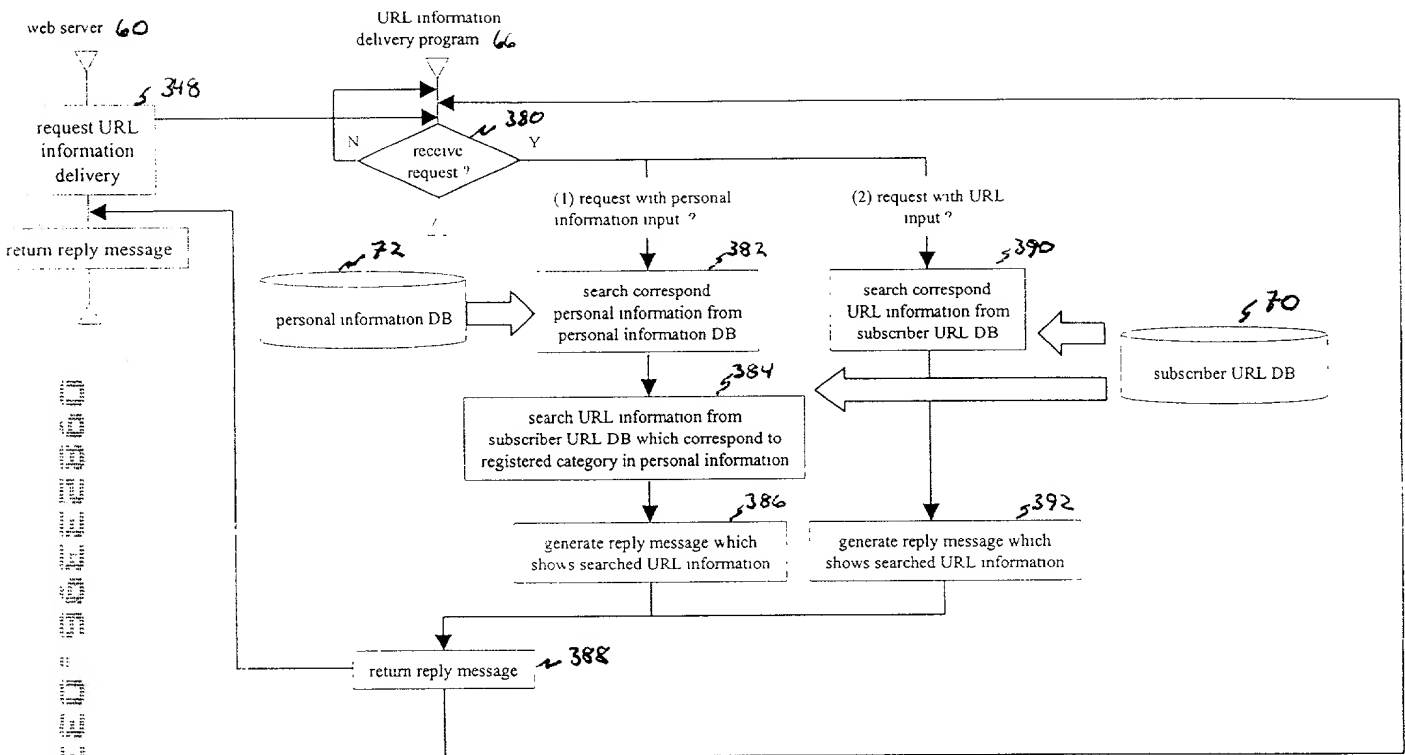 web server 60
URL information
delivery program 66
348
request URL
information
delivery
380
N
receive
request ?
Y
(1) request with personal
information input ?
(2) request with URL
input ?
return reply message
72
personal information DB
382
search correspond
personal information from
personal information DB
390
search correspond
URL information from
subscriber URL DB
70
subscriber URL DB
384
search URL information from
subscriber URL DB which correspond to
registered category in personal information
386
generate reply message which
shows searched URL information
392
generate reply message which
shows searched URL information
return reply message
388